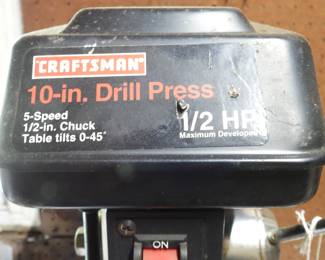 CRAFTSMAN
10-in. Drill Press
5-Speed
1/2-in. Chuck
Table tilts 0-45°
1/2 HP
Maximum Developed
ON